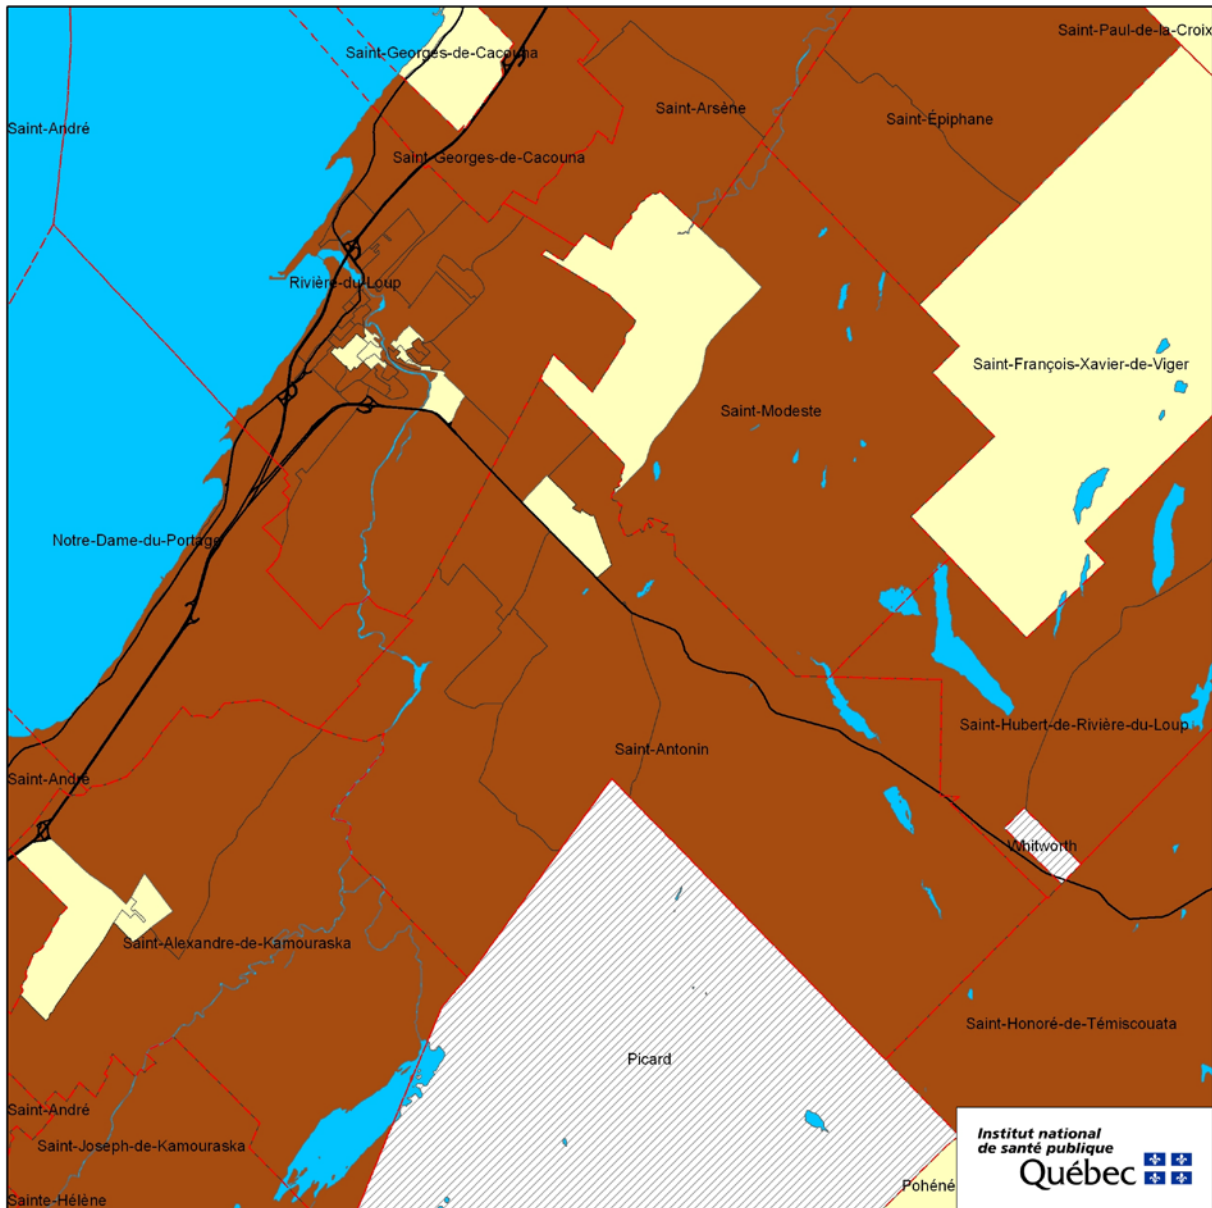 Saint-Paul-de-la-Croix
Saint-Georges-de-Cacouna
Saint-Arsène
Saint-Épiphane
Saint-André
Saint-Georges-de-Cacouna
Rivière-du-Loup
Saint-François-Xavier-de-Viger
Saint-Modeste
Notre-Dame-du-Portage
Saint-Hubert-de-Rivière-du-Loup
Saint-Antonin
Saint-André
Whitworth
Saint-Alexandre-de-Kamouraska
Saint-Honoré-de-Témiscouata
Picard
Saint-André
Saint-Joseph-de-Kamouraska
Pohéné
Sainte-Hélène
Institut national
de santé publique
Québec